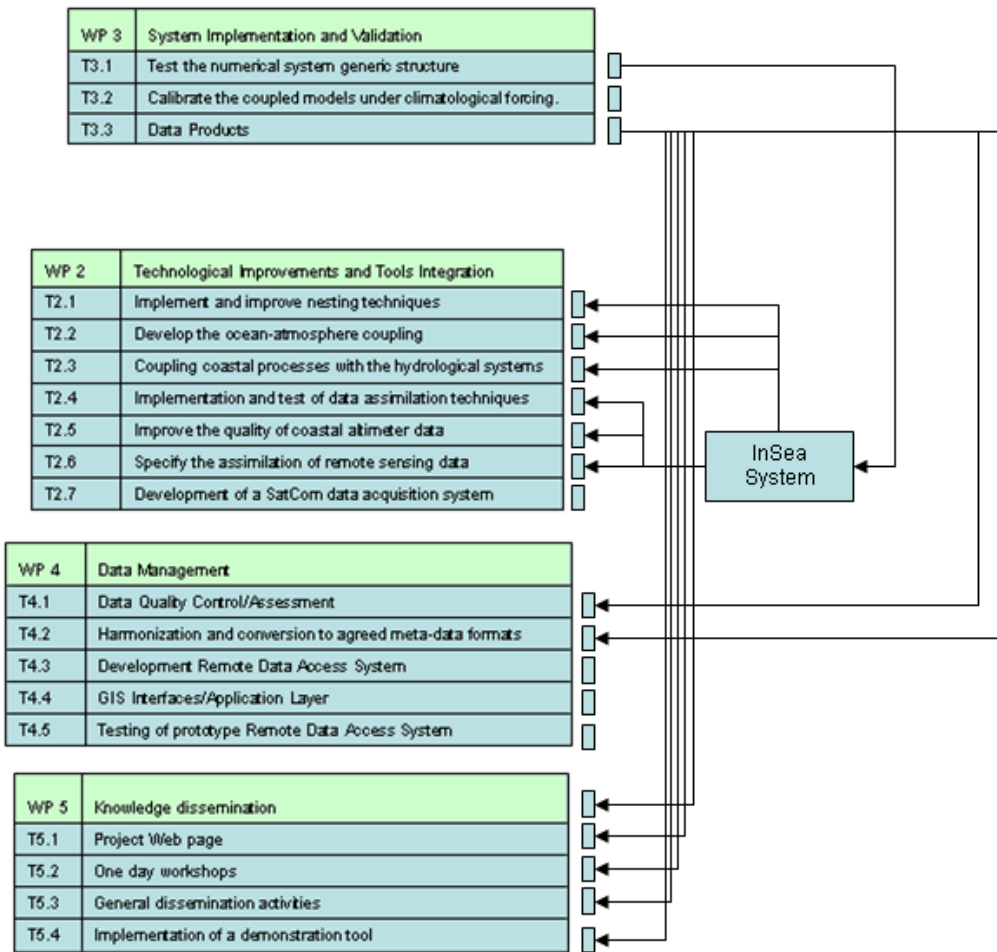 WP 3 System Implementation and Validation
T3.1 Test the numerical system generic structure
T3.2 Calibrate the coupled models under climatological forcing.
T3.3 Data Products
WP 2 Technological Improvements and Tools Integration
T2.1 Implement and improve nesting techniques
T2.2 Develop the ocean-atmosphere coupling
T2.3 Coupling coastal processes with the hydrological systems
T2.4 Implementation and test of data assimilation techniques
T2.5 Improve the quality of coastal altimeter data
T2.6 Specify the assimilation of remote sensing data
T2.7 Development of a SatCom data acquisition system
InSea
System
WP 4 Data Management
T4.1 Data Quality Control/Assessment
T4.2 Harmonization and conversion to agreed meta-data formats
T4.3 Development Remote Data Access System
T4.4 GIS Interfaces/Application Layer
T4.5 Testing of prototype Remote Data Access System
WP 5 Knowledge dissemination
T5.1 Project Web page
T5.2 One day workshops
T5.3 General dissemination activities
T5.4 Implementation of a demonstration tool